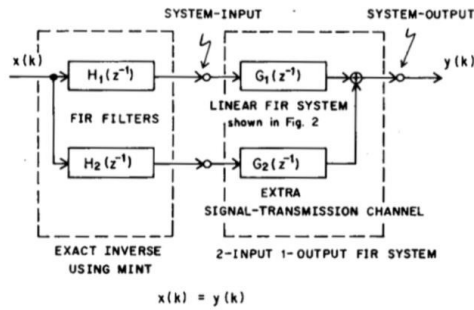 SYSTEM-INPUT
SYSTEM-OUTPUT
x(k)
H₁(z⁻¹)
G₁(z⁻¹)
y(k)
FIR FILTERS
LINEAR FIR SYSTEM
shown in Fig. 2
H₂(z⁻¹)
G₂(z⁻¹)
EXTRA
SIGNAL-TRANSMISSION CHANNEL
EXACT INVERSE
USING MINT
2-INPUT 1-OUTPUT FIR SYSTEM
x(k) = y(k)